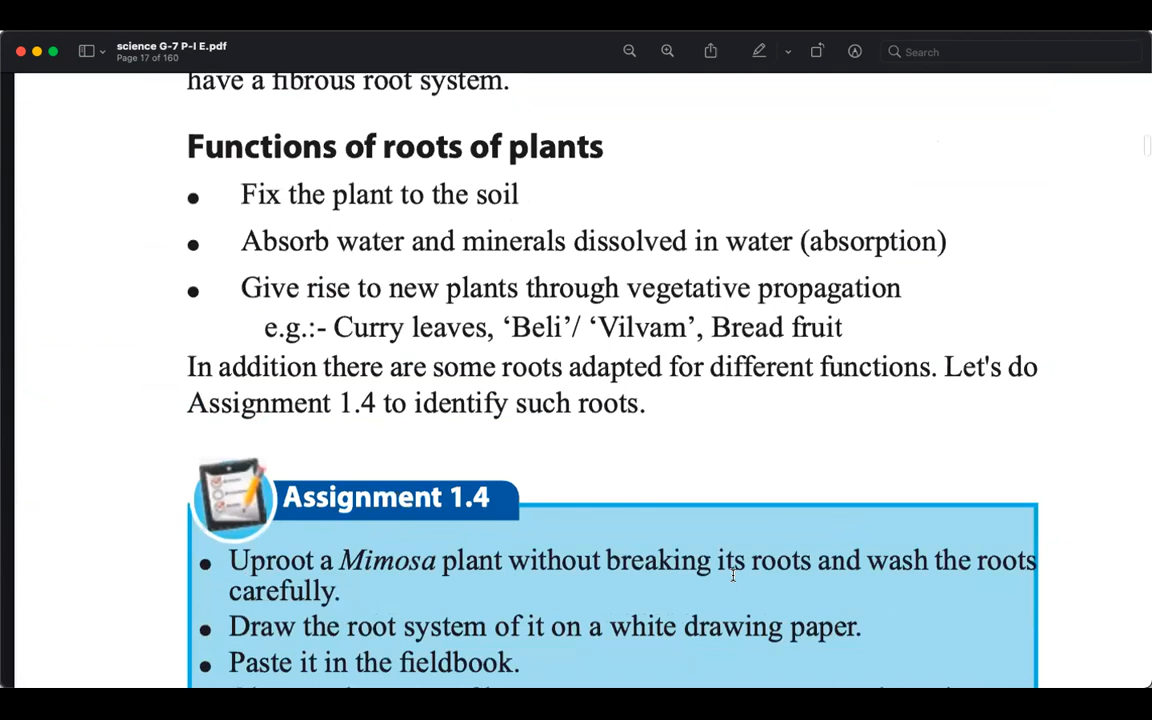 science G-7 P-I E.pdf
Page 17 of 160
Search
have a fibrous root system.
Functions of roots of plants
• Fix the plant to the soil
• Absorb water and minerals dissolved in water (absorption)
• Give rise to new plants through vegetative propagation
e.g.:- Curry leaves, ‘Beli’/ ‘Vilvam’, Bread fruit
In addition there are some roots adapted for different functions. Let's do
Assignment 1.4 to identify such roots.
Assignment 1.4
• Uproot a Mimosa plant without breaking its roots and wash the roots
carefully.
• Draw the root system of it on a white drawing paper.
• Paste it in the fieldbook.